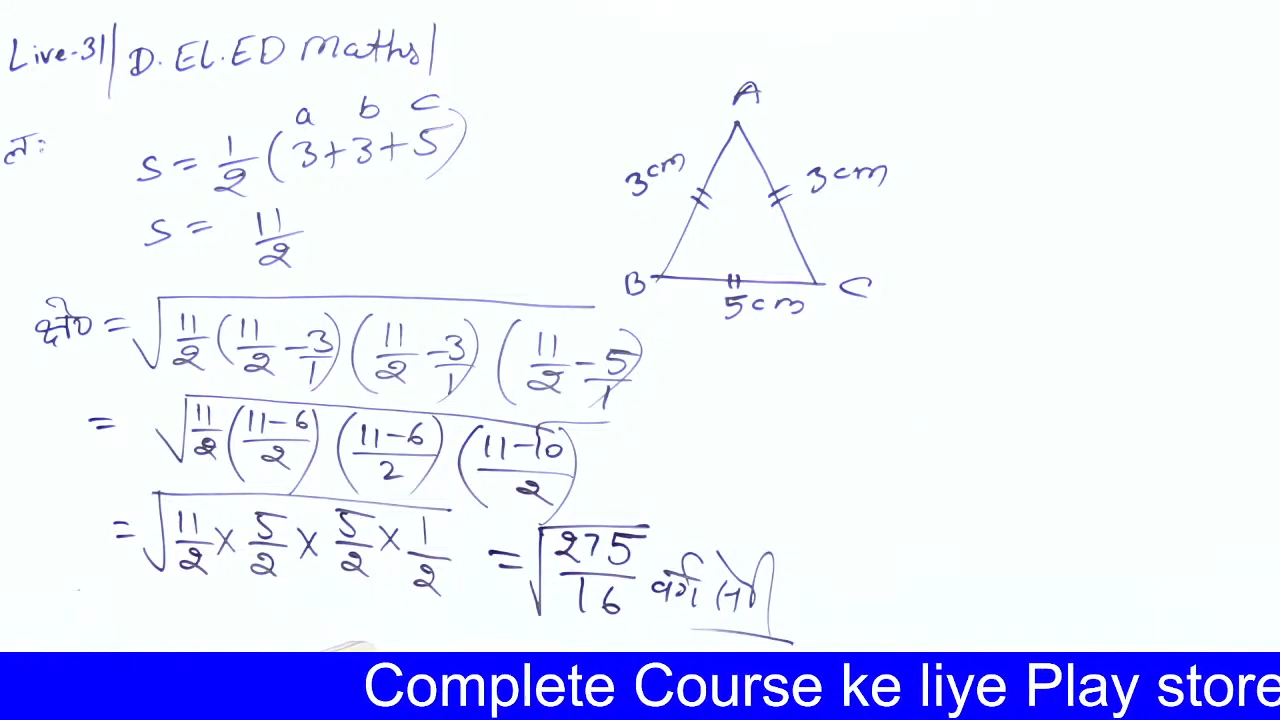 Live-31/ D.EL.ED Maths/
a b c
ल:
S = 1/2 (3+3+5)
S = 11/2
क्षे० = √(11/2 (11/2 - 3/1) (11/2 - 3/1) (11/2 - 5/1))
= √(11/2 ((11-6)/2) ((11-6)/2) ((11-10)/2))
= √(11/2 × 5/2 × 5/2 × 1/2) = √(275/16) वर्ग सेमी
A
3cm 3cm
B C
5cm
Complete Course ke liye Play store